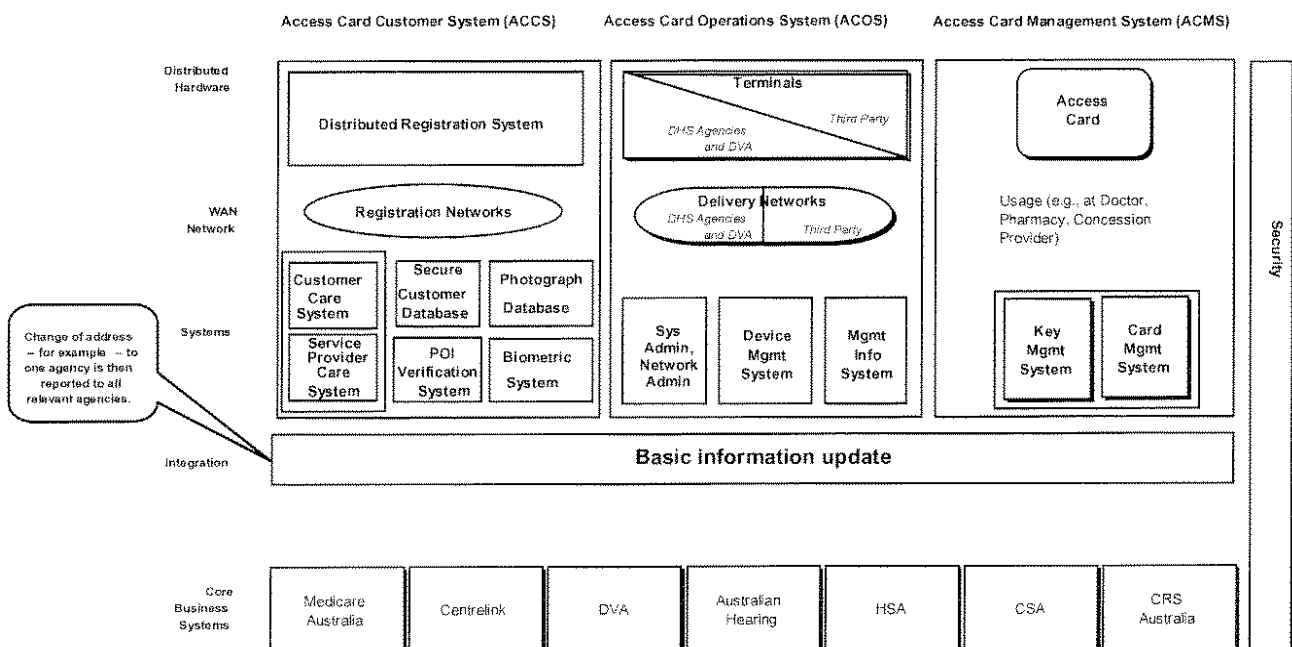 Access Card Customer System (ACCS)
Access Card Operations System (ACOS)
Access Card Management System (ACMS)
Distributed
Hardware
Distributed Registration System
Terminals
DHS Agencies
and DVA
Third Party
Access
Card
WAN
Network
Registration Networks
Delivery Networks
DHS Agencies
and DVA
Third Party
Usage (e.g., at Doctor,
Pharmacy, Concession
Provider)
Security
Systems
Customer
Care
System
Secure
Customer
Database
Photograph
Database
Service
Provider
Care
System
POI
Verification
System
Biometric
System
Sys
Admin,
Network
Admin
Device
Mgmt
System
Mgmt
Info
System
Key
Mgmt
System
Card
Mgmt
System
Change of address
– for example – to
one agency is then
reported to all
relevant agencies.
Integration
Basic information update
Core
Business
Systems
Medicare
Australia
Centrelink
DVA
Australian
Hearing
HSA
CSA
CRS
Australia